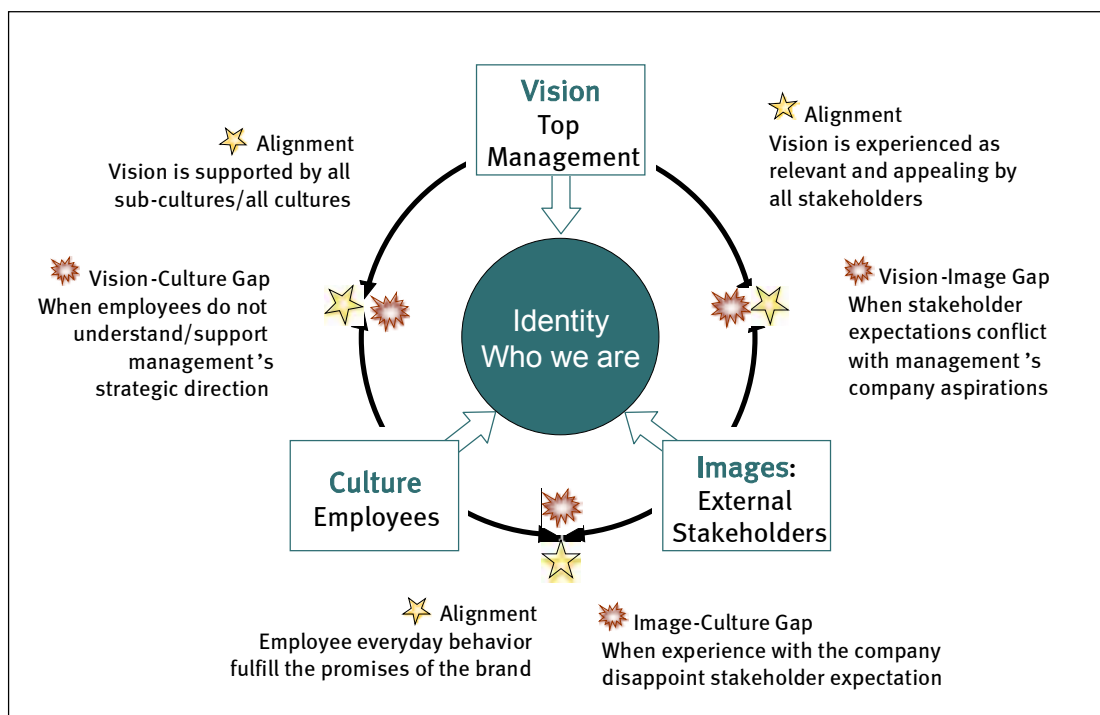 Vision
Top
Management
Alignment
Vision is supported by all
sub-cultures/all cultures
Alignment
Vision is experienced as
relevant and appealing by
all stakeholders
Vision-Culture Gap
When employees do not
understand/support
management's
strategic direction
Identity
Who we are
Vision-Image Gap
When stakeholder
expectations conflict
with management's
company aspirations
Culture
Employees
Images:
External
Stakeholders
Alignment
Employee everyday behavior
fulfill the promises of the brand
Image-Culture Gap
When experience with the company
disappoint stakeholder expectation